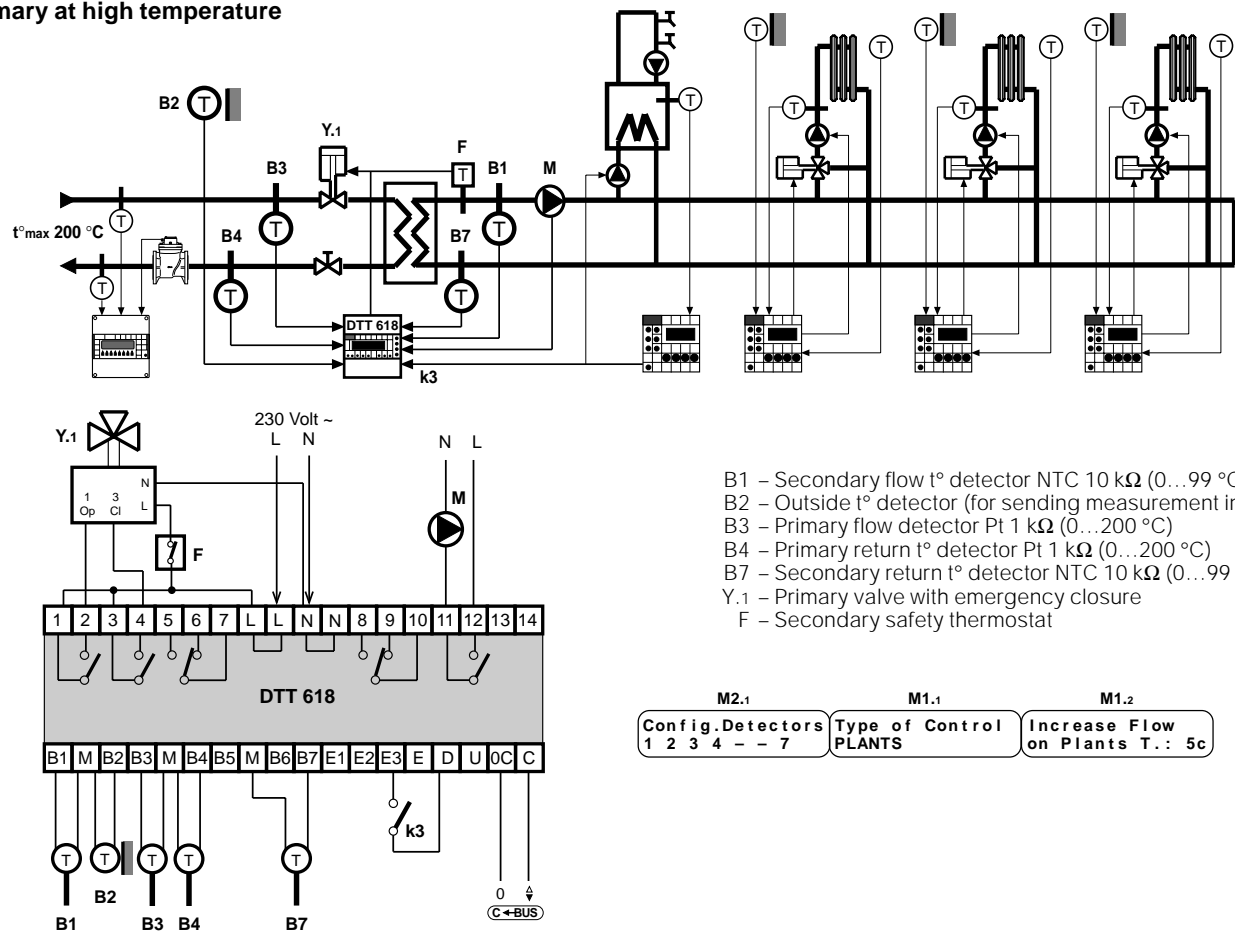 mary at high temperature
T T T T T T
B2 T
Y.1
B3 F B1 M T T T T
T
T T
t°max 200 °C T B4 B7
T T T
DTT 618
k3
Y.1
230 Volt ~
L N
N L
N
1 3
Op Cl L
M
F
1 2 3 4 5 6 7 L L N N 8 9 10 11 12 13 14
DTT 618
B1 M B2 B3 M B4 B5 M B6 B7 E1 E2 E3 E D U 0C C
k3
T T T T T
B2
0
C BUS
B1 B3 B4 B7
B1 – Secondary flow t° detector NTC 10 kΩ (0…99 °C
B2 – Outside t° detector (for sending measurement i
B3 – Primary flow detector Pt 1 kΩ (0…200 °C)
B4 – Primary return t° detector Pt 1 kΩ (0…200 °C)
B7 – Secondary return t° detector NTC 10 kΩ (0…99
Y.1 – Primary valve with emergency closure
F – Secondary safety thermostat
M2.1 M1.1 M1.2
Config.Detectors Type of Control Increase Flow
1 2 3 4 – – 7 PLANTS on Plants T.: 5c